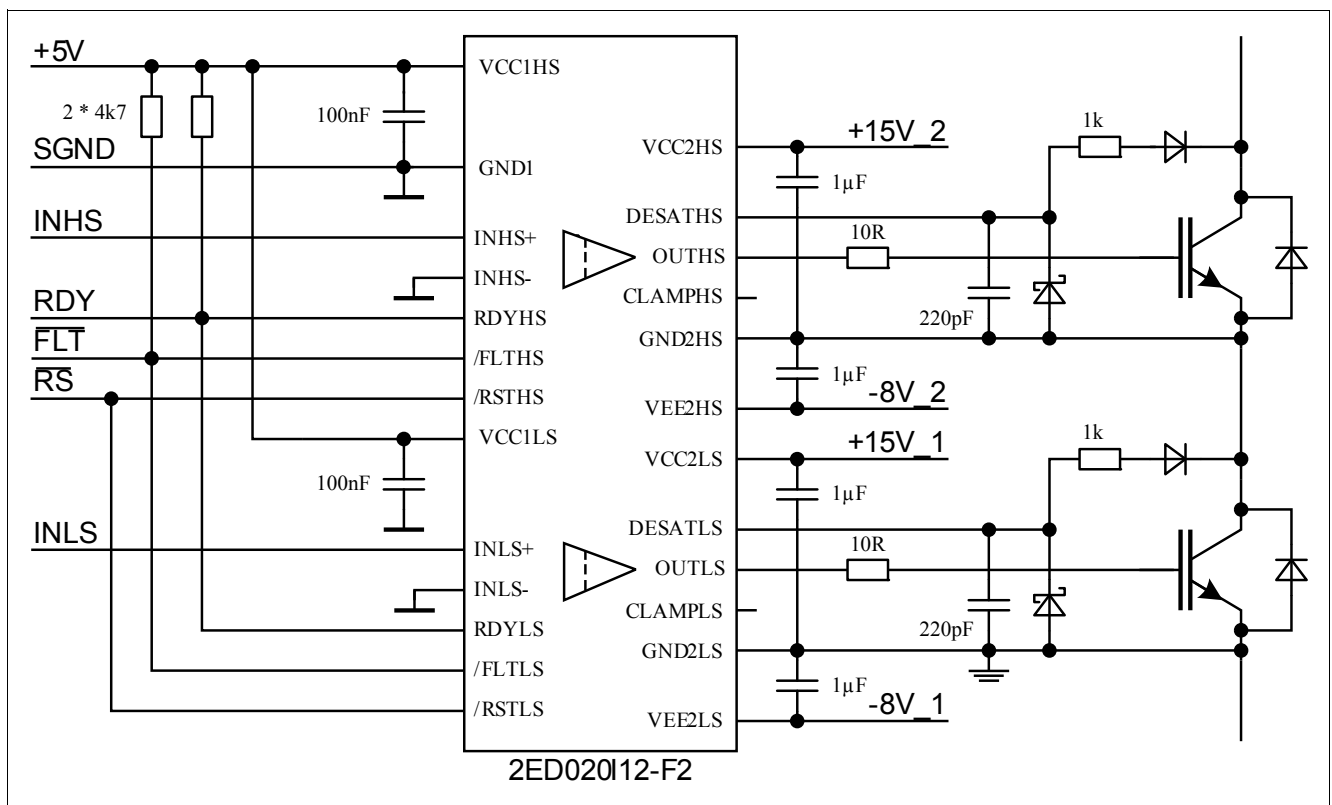 +5V
2 * 4k7
SGND
INHS
RDY
FLT
RS
INLS
100nF
100nF
VCC1HS
GND1
INHS+
INHS-
RDYHS
/FLTHS
/RSTHS
VCC1LS
INLS+
INLS-
RDYLS
/FLTLS
/RSTLS
VCC2HS
DESATHS
OUTHS
CLAMPHS
GND2HS
VEE2HS
VCC2LS
DESATLS
OUTLS
CLAMPLS
GND2LS
VEE2LS
+15V_2
1µF
10R
1k
220pF
1µF
-8V_2
+15V_1
1µF
10R
1k
220pF
1µF
-8V_1
2ED020I12-F2